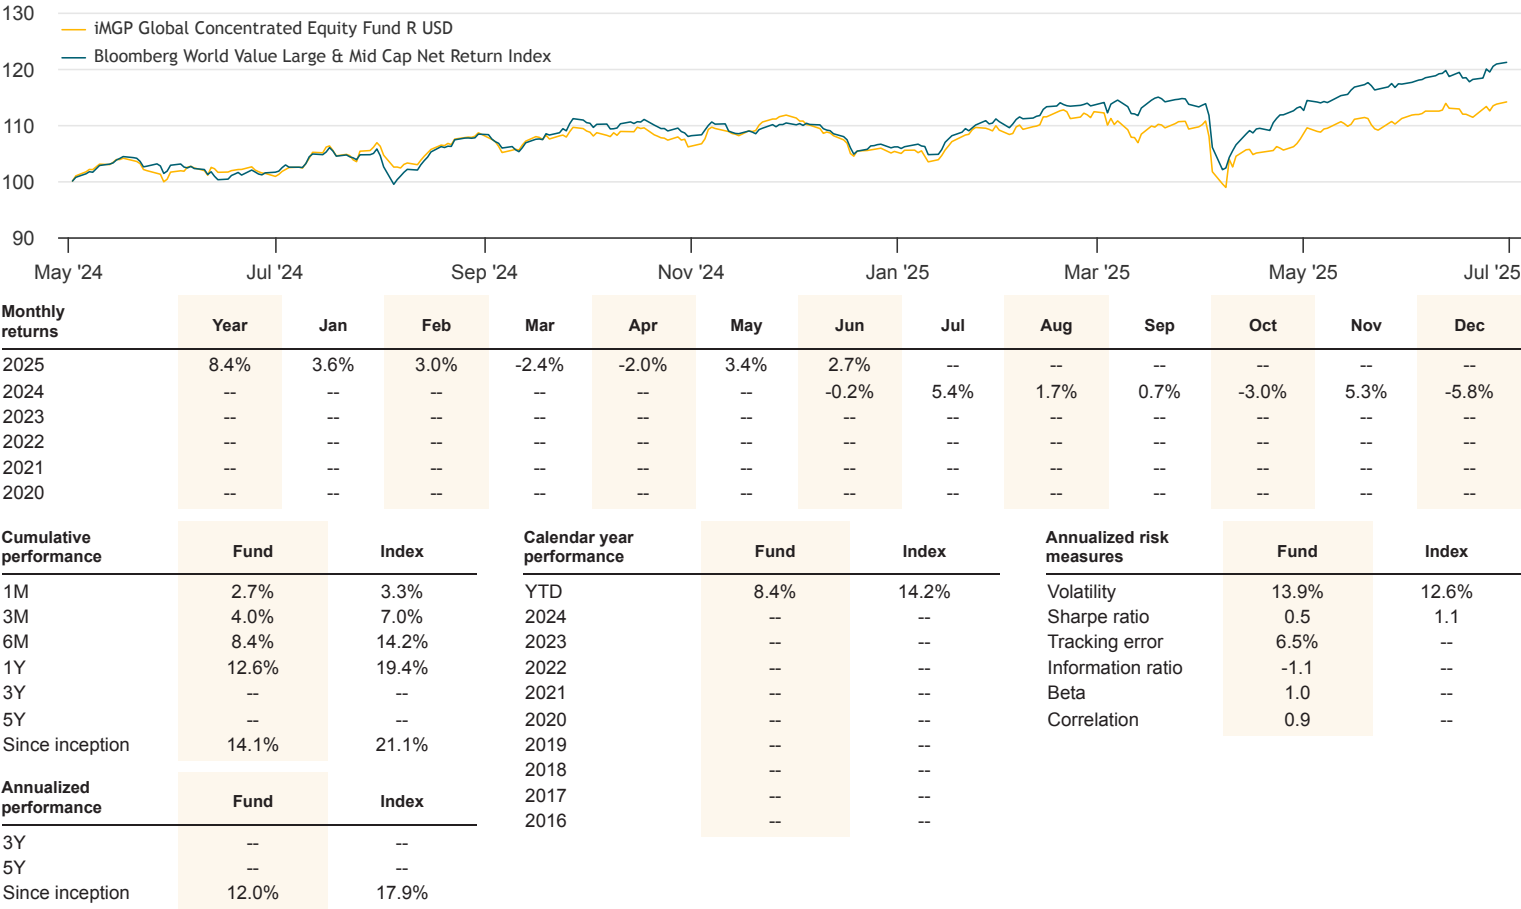 130
iMGP Global Concentrated Equity Fund R USD
Bloomberg World Value Large & Mid Cap Net Return Index
120
110
100
90
May '24 Jul '24 Sep '24 Nov '24 Jan '25 Mar '25 May '25 Jul '25
Monthly
returns Year Jan Feb Mar Apr May Jun Jul Aug Sep Oct Nov Dec
2025 8.4% 3.6% 3.0% -2.4% -2.0% 3.4% 2.7% -- -- -- -- -- --
2024 -- -- -- -- -- -- -0.2% 5.4% 1.7% 0.7% -3.0% 5.3% -5.8%
2023 -- -- -- -- -- -- -- -- -- -- -- -- --
2022 -- -- -- -- -- -- -- -- -- -- -- -- --
2021 -- -- -- -- -- -- -- -- -- -- -- -- --
2020 -- -- -- -- -- -- -- -- -- -- -- -- --
Cumulative
performance Fund Index
1M 2.7% 3.3%
3M 4.0% 7.0%
6M 8.4% 14.2%
1Y 12.6% 19.4%
3Y -- --
5Y -- --
Since inception 14.1% 21.1%
Annualized
performance Fund Index
3Y -- --
5Y -- --
Since inception 12.0% 17.9%
Calendar year
performance Fund Index
YTD 8.4% 14.2%
2024 -- --
2023 -- --
2022 -- --
2021 -- --
2020 -- --
2019 -- --
2018 -- --
2017 -- --
2016 -- --
Annualized risk
measures Fund Index
Volatility 13.9% 12.6%
Sharpe ratio 0.5 1.1
Tracking error 6.5% --
Information ratio -1.1 --
Beta 1.0 --
Correlation 0.9 --